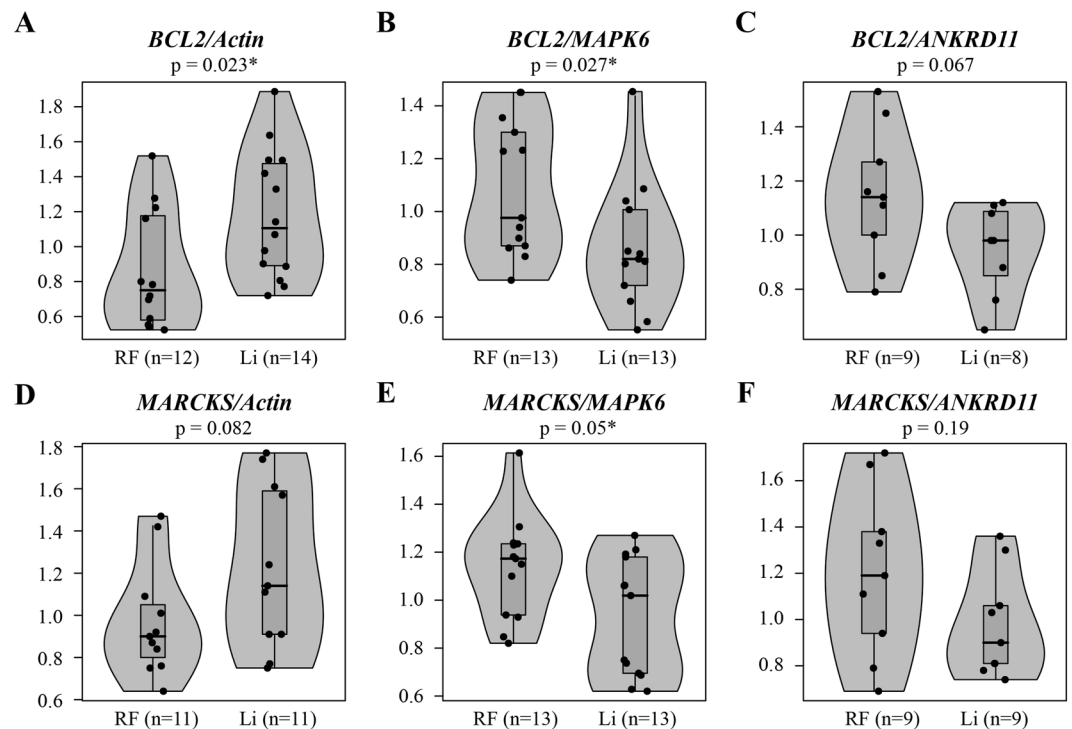 A
BCL2/Actin
p = 0.023*
1.8
1.6
1.4
1.2
1.0
0.8
0.6
RF (n=12) Li (n=14)
B
BCL2/MAPK6
p = 0.027*
1.4
1.2
1.0
0.8
0.6
RF (n=13) Li (n=13)
C
BCL2/ANKRD11
p = 0.067
1.4
1.2
1.0
0.8
RF (n=9) Li (n=8)
D
MARCKS/Actin
p = 0.082
1.8
1.6
1.4
1.2
1.0
0.8
0.6
RF (n=11) Li (n=11)
E
MARCKS/MAPK6
p = 0.05*
1.6
1.4
1.2
1.0
0.8
0.6
RF (n=13) Li (n=13)
F
MARCKS/ANKRD11
p = 0.19
1.6
1.4
1.2
1.0
0.8
RF (n=9) Li (n=9)